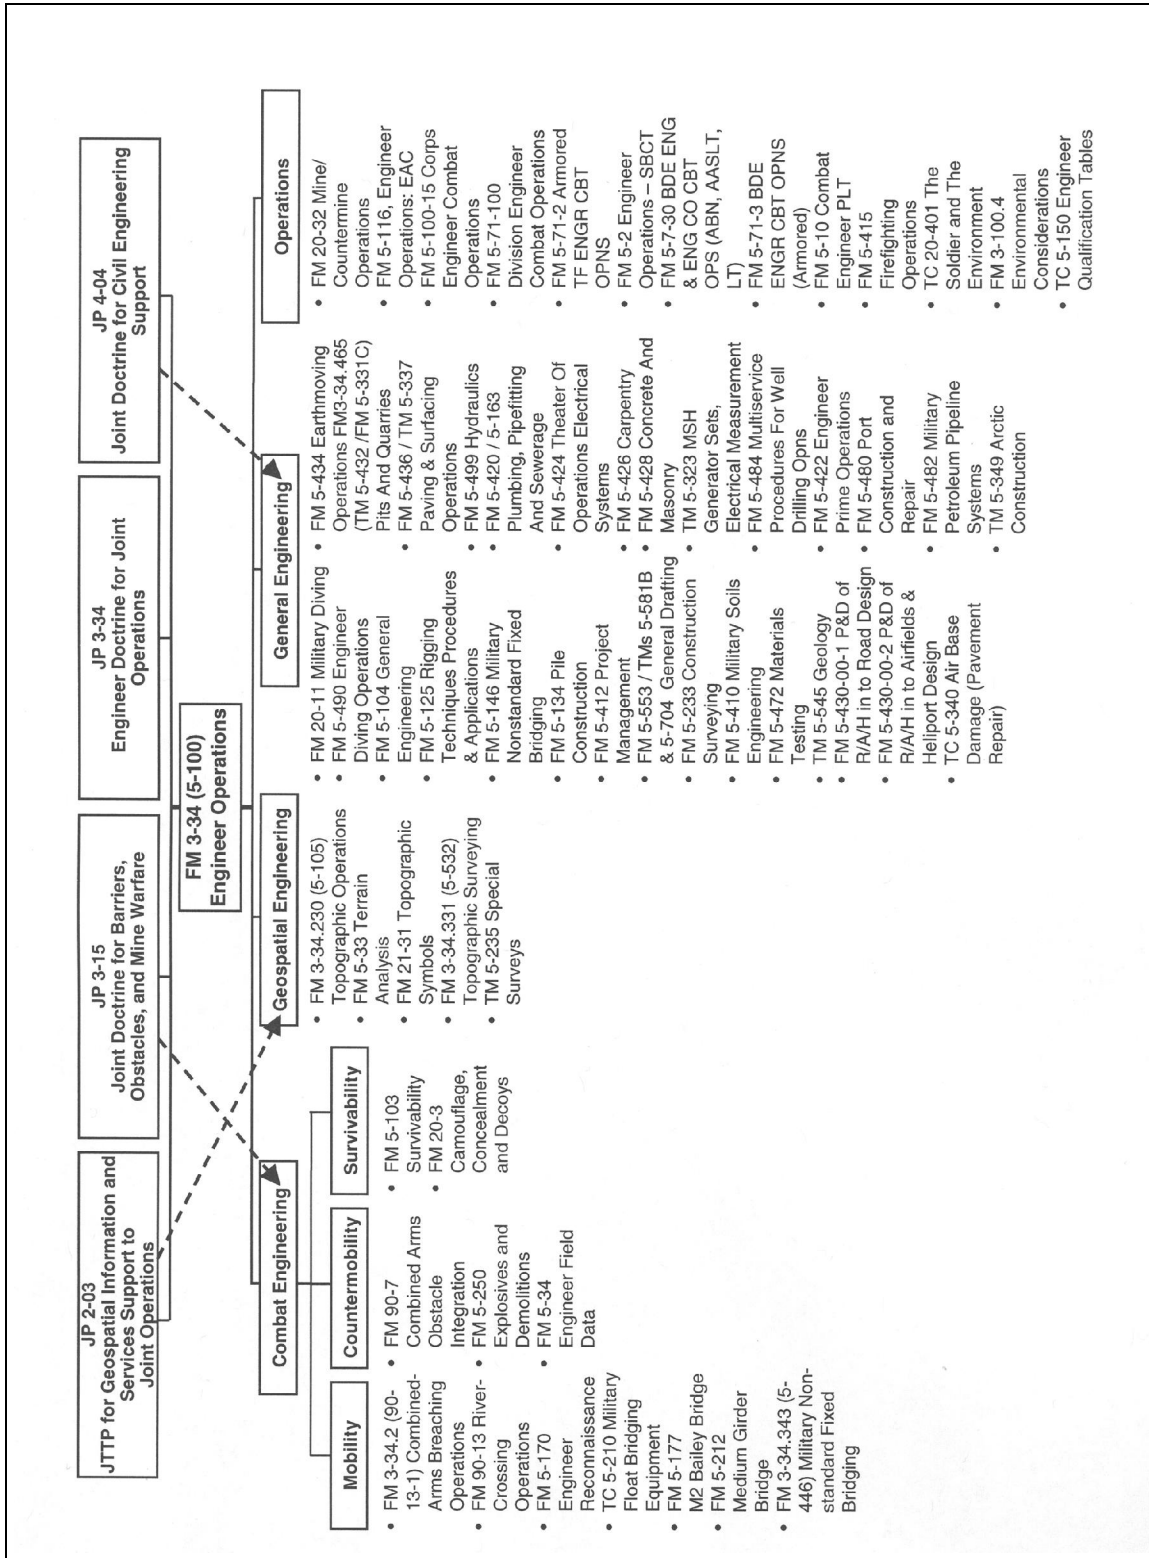 JP 2-03
JTTP for Geospatial Information and
Services Support to
Joint Operations
JP 3-15
Joint Doctrine for Barriers,
Obstacles, and Mine Warfare
JP 3-34
Engineer Doctrine for Joint
Operations
JP 4-04
Joint Doctrine for Civil Engineering
Support
FM 3-34 (5-100)
Engineer Operations
Combat Engineering
Geospatial Engineering
General Engineering
Operations
Mobility
Countermobility
Survivability
• FM 3-34.2 (90-
13-1) Combined-
Arms Breaching
Operations
• FM 90-13 River-
Crossing
Operations
• FM 5-170
Engineer
Reconnaissance
• TC 5-210 Military
Float Bridging
Equipment
• FM 5-177
M2 Bailey Bridge
• FM 5-212
Medium Girder
Bridge
• FM 3-34.343 (5-
446) Military Non-
standard Fixed
Bridging
• FM 90-7
Combined Arms
Obstacle
Integration
• FM 5-250
Explosives and
Demolitions
• FM 5-34
Engineer Field
Data
• FM 5-103
Survivability
• FM 20-3
Camouflage,
Concealment
and Decoys
• FM 3-34.230 (5-105)
Topographic Operations
• FM 5-33 Terrain
Analysis
• FM 21-31 Topographic
Symbols
• FM 3-34.331 (5-532)
Topographic Surveying
• TM 5-235 Special
Surveys
• FM 20-11 Military Diving
• FM 5-490 Engineer
Diving Operations
• FM 5-104 General
Engineering
• FM 5-125 Rigging
Techniques Procedures
& Applications
• FM 5-146 Military
Nonstandard Fixed
Bridging
• FM 5-134 Pile
Construction
• FM 5-412 Project
Management
• FM 5-553 / TMs 5-581B
& 5-704 General Drafting
• FM 5-233 Construction
Surveying
• FM 5-410 Military Soils
Engineering
• FM 5-472 Materials
Testing
• TM 5-545 Geology
• FM 5-430-00-1 P&D of
R/A/H in to Road Design
• FM 5-430-00-2 P&D of
R/A/H in to Airfields &
Heliport Design
• TC 5-340 Air Base
Damage (Pavement
Repair)
• FM 5-434 Earthmoving
Operations FM3-34.465
(TM 5-432 /FM 5-331C)
Pits And Quarries
• FM 5-436 / TM 5-337
Paving & Surfacing
Operations
• FM 5-499 Hydraulics
• FM 5-420 / 5-163
Plumbing, Pipefitting
And Sewerage
• FM 5-424 Theater Of
Operations Electrical
Systems
• FM 5-426 Carpentry
• FM 5-428 Concrete And
Masonry
• TM 5-323 MSH
Generator Sets,
Electrical Measurement
• FM 5-484 Multiservice
Procedures For Well
Drilling Ops
• FM 5-422 Engineer
Prime Operations
• FM 5-480 Port
Construction and
Repair
• FM 5-482 Military
Petroleum Pipeline
Systems
• TM 5-349 Arctic
Construction
• FM 20-32 Mine/
Countermine
Operations
• FM 5-116, Engineer
Operations: EAC
• FM 5-100-15 Corps
Engineer Combat
Operations
• FM 5-71-100
Division Engineer
Combat Operations
• FM 5-71-2 Armored
TF ENGR CBT
OPNS
• FM 5-2 Engineer
Operations – SBCT
• FM 5-7-30 BDE ENG
& ENG CO CBT
OPS (ABN, AASLT,
LT)
• FM 5-71-3 BDE
ENGR CBT OPNS
(Armored)
• FM 5-10 Combat
Engineer PLT
• FM 5-415
Firefighting
Operations
• TC 20-401 The
Soldier and The
Environment
• FM 3-100.4
Environmental
Considerations
• TC 5-150 Engineer
Qualification Tables